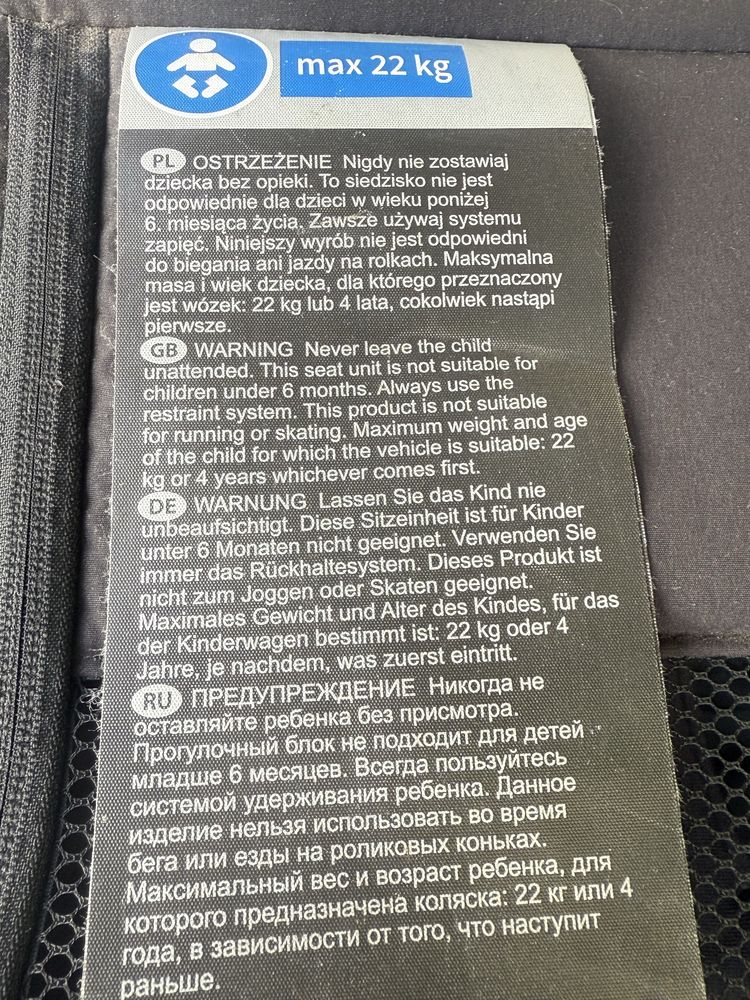 max 22 kg
PL OSTRZEŻENIE Nigdy nie zostawiaj
dziecka bez opieki. To siedzisko nie jest
odpowiednie dla dzieci w wieku poniżej
6. miesiąca życia. Zawsze używaj systemu
zapięć. Niniejszy wyrób nie jest odpowiedni
do biegania ani jazdy na rolkach. Maksymalna
masa i wiek dziecka, dla którego przeznaczony
jest wózek: 22 kg lub 4 lata, cokolwiek nastąpi
pierwsze.
GB WARNING Never leave the child
unattended. This seat unit is not suitable for
children under 6 months. Always use the
restraint system. This product is not suitable
for running or skating. Maximum weight and age
of the child for which the vehicle is suitable: 22
kg or 4 years whichever comes first.
DE WARNUNG Lassen Sie das Kind nie
unbeaufsichtigt. Diese Sitzeinheit ist für Kinder
unter 6 Monaten nicht geeignet. Verwenden Sie
immer das Rückhaltesystem. Dieses Produkt ist
nicht zum Joggen oder Skaten geeignet.
Maximales Gewicht und Alter des Kindes, für das
der Kinderwagen bestimmt ist: 22 kg oder 4
Jahre, je nachdem, was zuerst eintritt.
RU ПРЕДУПРЕЖДЕНИЕ Никогда не
оставляйте ребенка без присмотра.
Прогулочный блок не подходит для детей
младше 6 месяцев. Всегда пользуйтесь
системой удерживания ребенка. Данное
изделие нельзя использовать во время
бега или езды на роликовых коньках.
Максимальный вес и возраст ребенка, для
которого предназначена коляска: 22 кг или 4
года, в зависимости от того, что наступит
раньше.